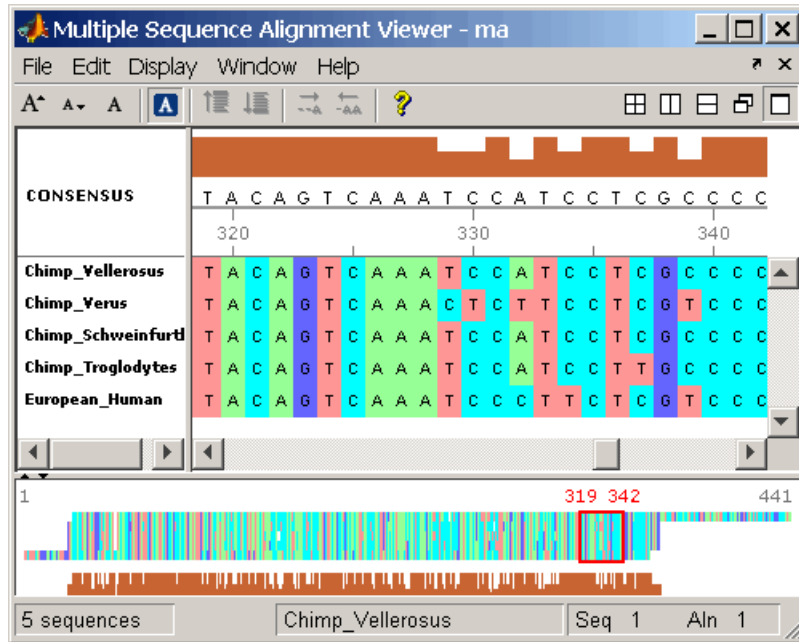 Multiple Sequence Alignment Viewer - ma
File Edit Display Window Help
A A A A --A -AA ?
CONSENSUS T A C A G T C A A A T C C A T C C T C G C C C C
320 330 340
Chimp_Vellerosus T A C A G T C A A A T C C A T C C T C G C C C C
Chimp_Verus T A C A G T C A A A C T C T T C C T C G T C C C
Chimp_Schweinfurtl T A C A G T C A A A T C C A T C C T C G C C C C
Chimp_Troglodytes T A C A G T C A A A T C C A T C C T T G C C C C
European_Human T A C A G T C A A A T C C C T T C T C G T C C C
1 319 342 441
5 sequences Chimp_Vellerosus Seq 1 Aln 1